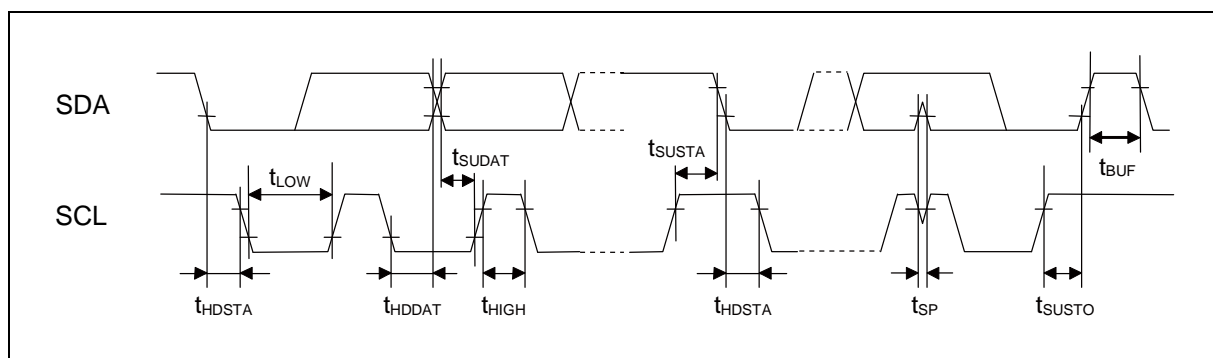 SDA
tSUDAT
tSUSTA
tBUF
tLOW
SCL
tHDSTA
tHDDAT
tHIGH
tHDSTA
tSP
tSUSTO